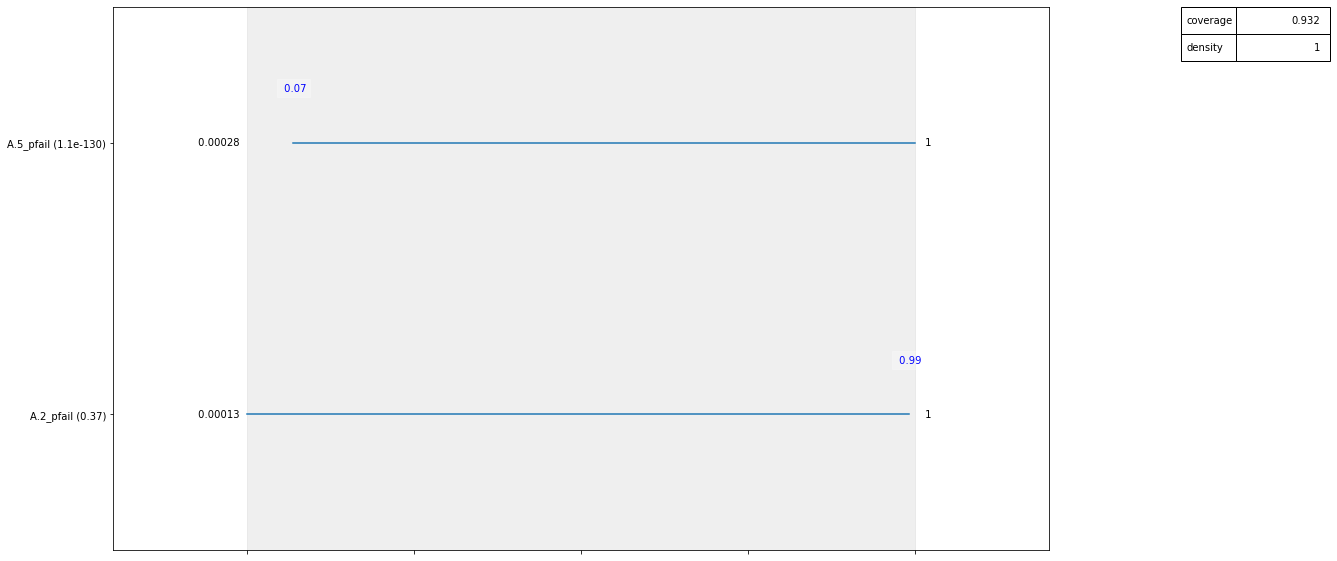 coverage 0.932
density 1
0.07
A.5_pfail (1.1e-130) 0.00028 1
0.99
A.2_pfail (0.37) 0.00013 1